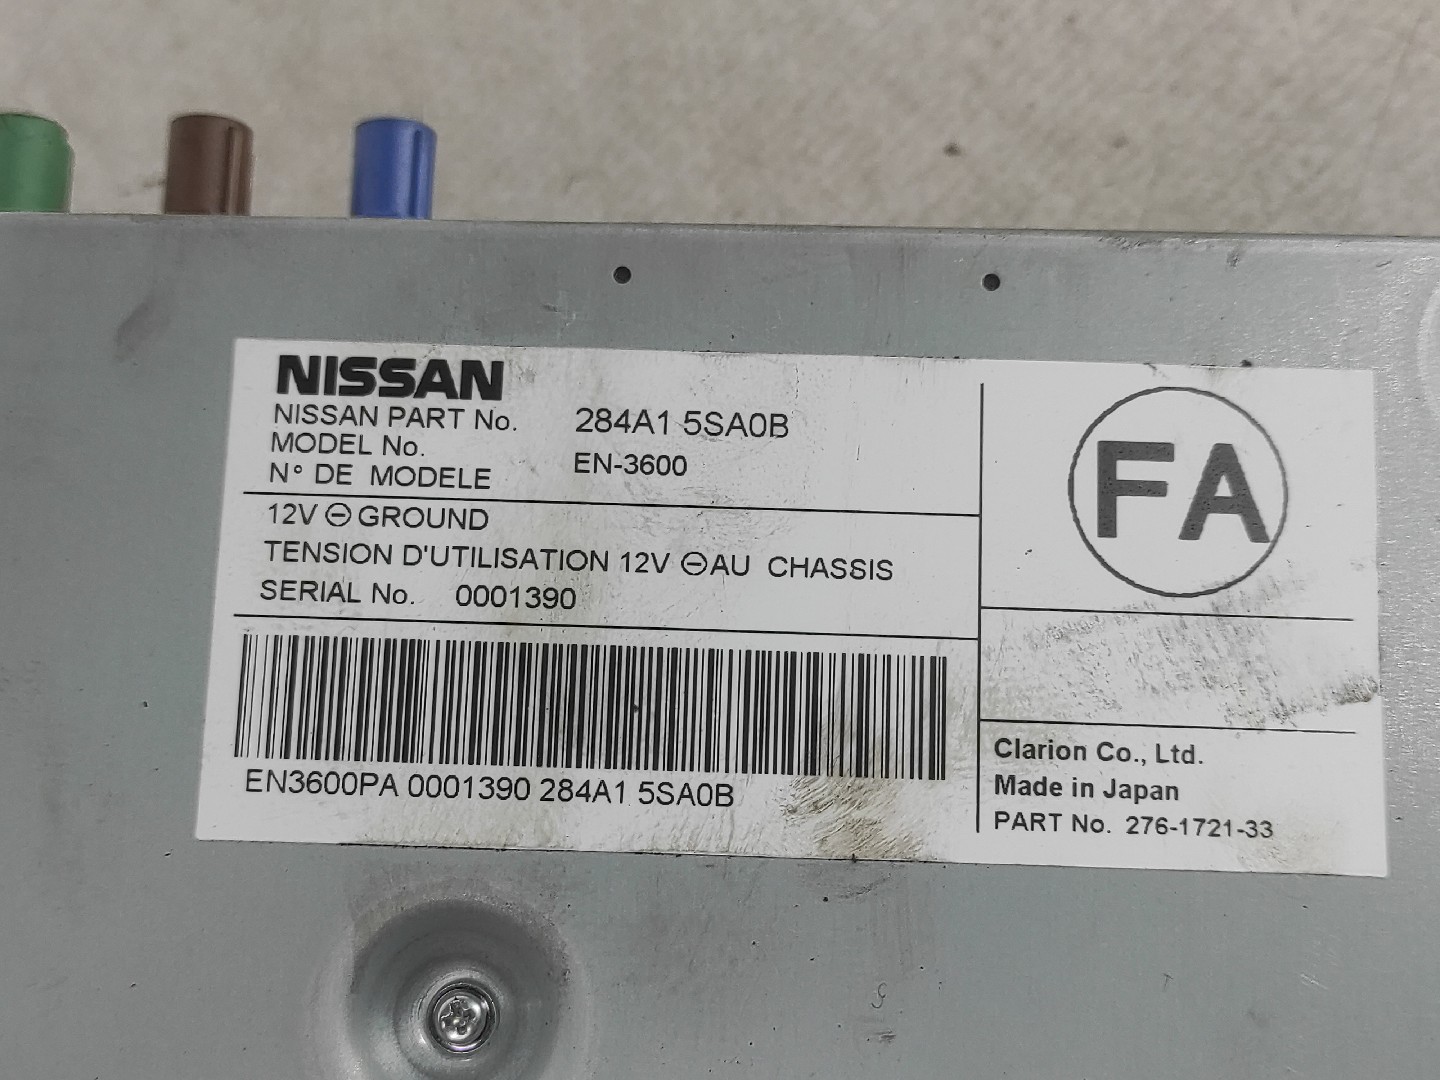 NISSAN
NISSAN PART No. 284A1 5SA0B
MODEL No.
N° DE MODELE EN-3600
12V ⊖ GROUND
TENSION D'UTILISATION 12V ⊖ AU CHASSIS
SERIAL No. 0001390
EN3600PA 0001390 284A1 5SA0B
FA
Clarion Co., Ltd.
Made in Japan
PART No. 276-1721-33